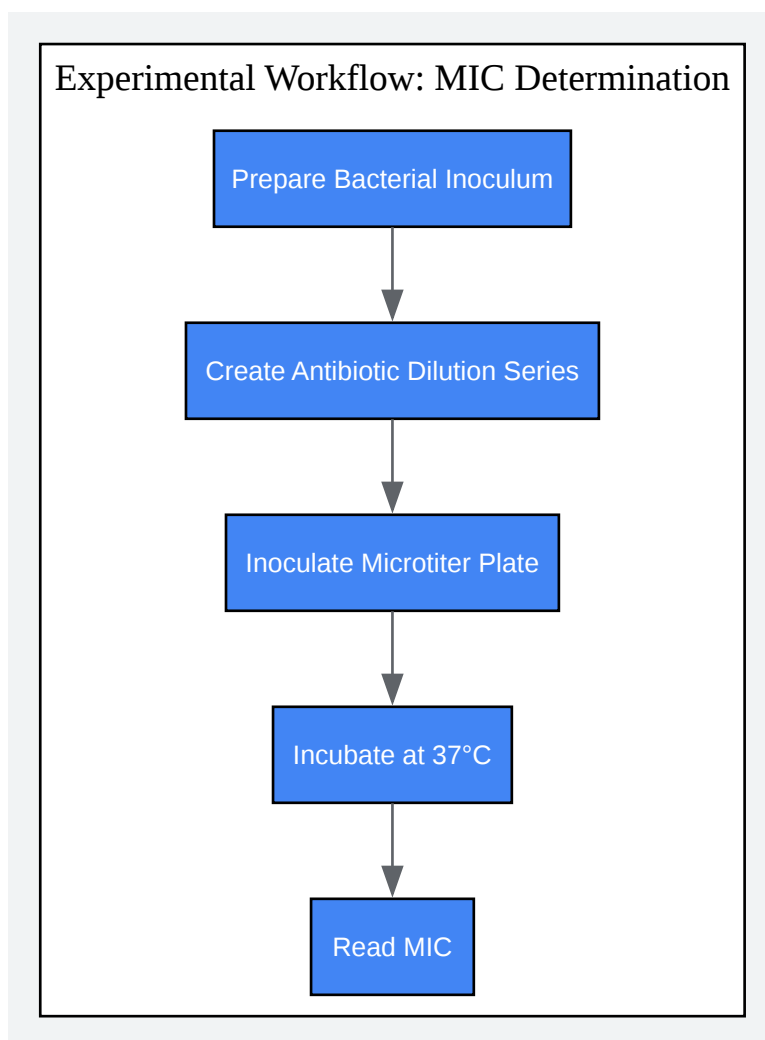 Experimental Workflow: MIC Determination
Prepare Bacterial Inoculum
Create Antibiotic Dilution Series
Inoculate Microtiter Plate
Incubate at 37°C
Read MIC